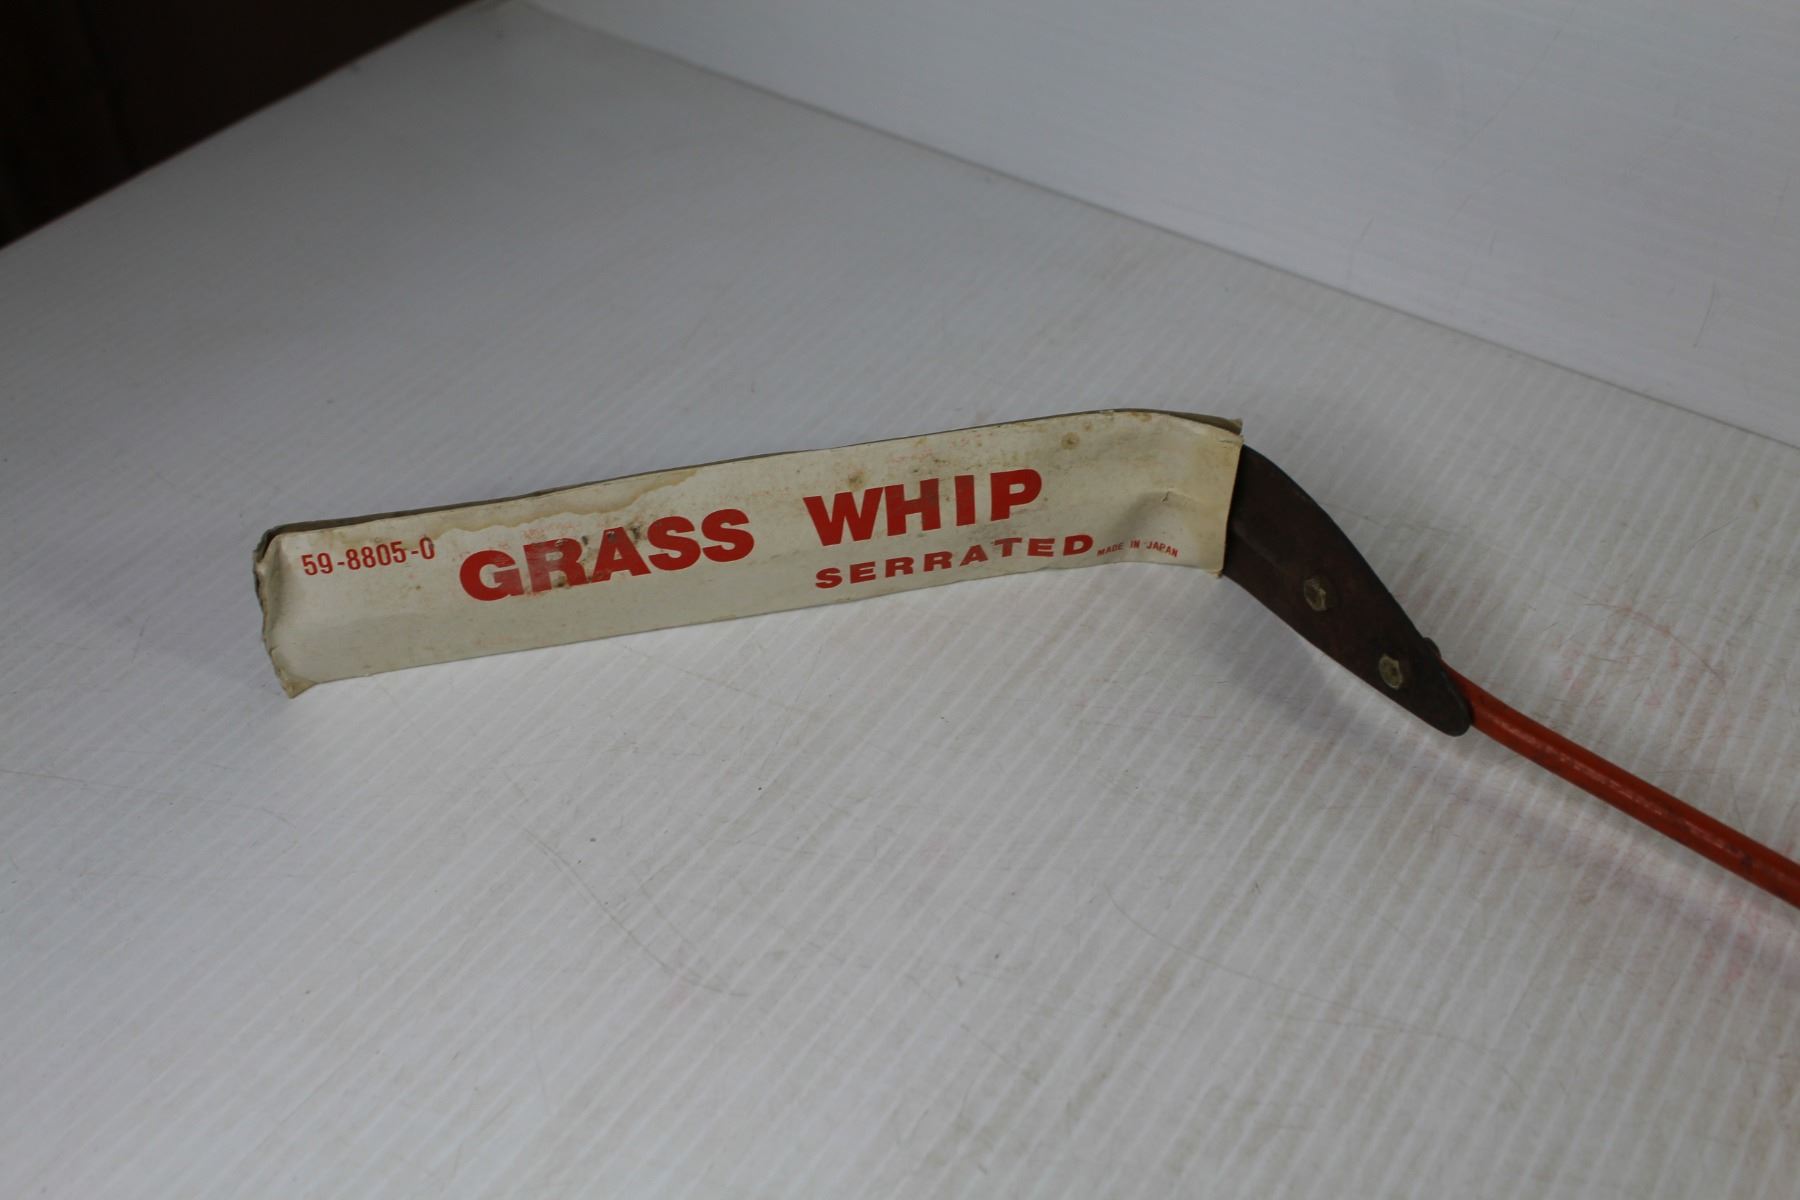 59-8805-0
GRASS WHIP
SERRATED
MADE IN JAPAN